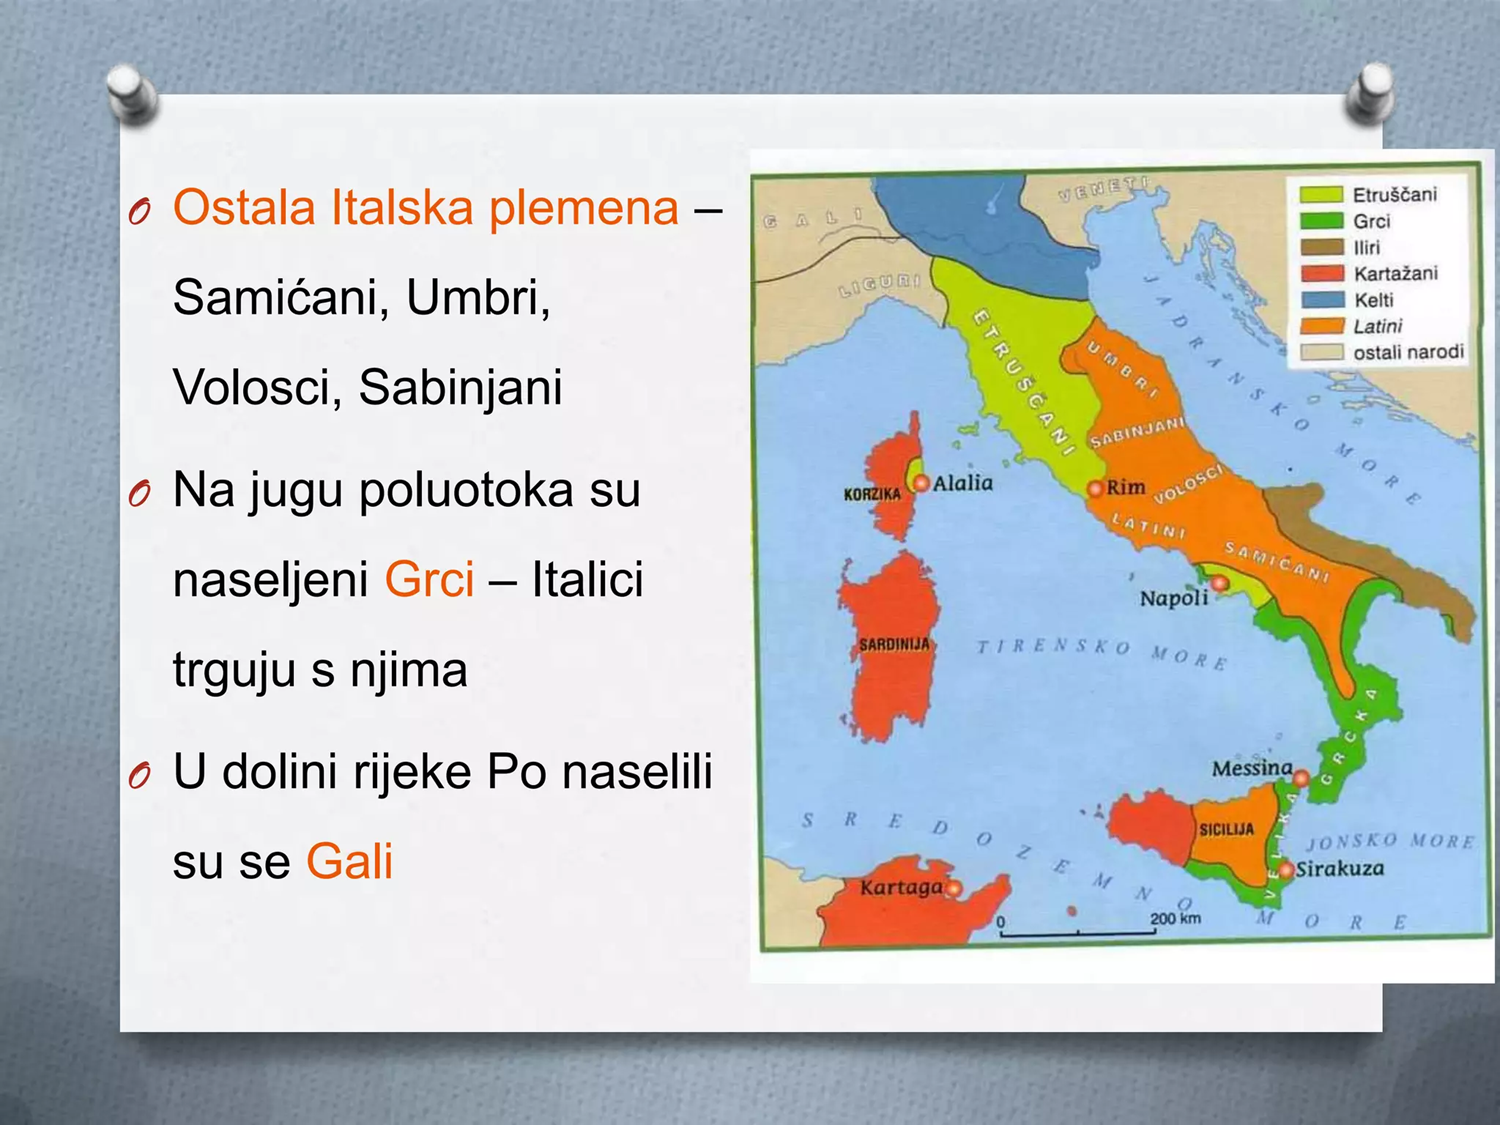 Ostala Italska plemena –
Samićani, Umbri,
Volosci, Sabinjani
Na jugu poluotoka su
naseljeni Grci – Italici
trguju s njima
U dolini rijeke Po naselili
su se Gali
VENETI
GALI
LIGURI
Etruščani
Grci
Iliri
Kartažani
Kelti
Latini
ostali narodi
JADRANSKO MORE
ETRUŠČANI
UMBRI
SABINJANI
VOLOSCI
Rim
LATINI
SAMIĆANI
KORZIKA
Alalia
Napoli
SARDINIJA
TIRENSKO MORE
Messina
VELIKA GRČKA
SICILIJA
JONSKO MORE
Sirakuza
SREDOZEMNO MORE
Kartaga
0
200 km